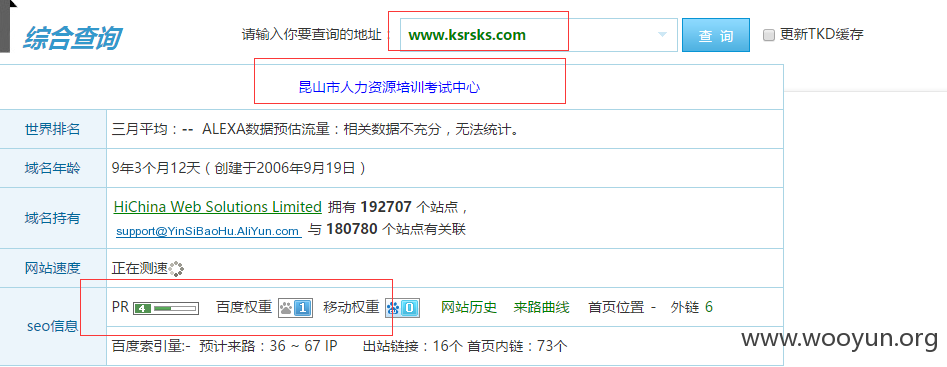 综合查询 请输入你要查询的地址: www.ksrsks.com 查 询 更新TKD缓存
昆山市人力资源培训考试中心
世界排名 三月平均：-- ALEXA数据预估流量：相关数据不充分，无法统计。
域名年龄 9年3个月12天（创建于2006年9月19日）
域名持有 HiChina Web Solutions Limited 拥有 192707 个站点，
support@YinSiBaoHu.AliYun.com 与 180780 个站点有关联
网站速度 正在测速
seo信息 PR 4 百度权重 1 移动权重 0 网站历史 来路曲线 首页位置 - 外链 6
百度索引量:- 预计来路：36 ~ 67 IP 出站链接：16个 首页内链：73个
www.wooyun.org